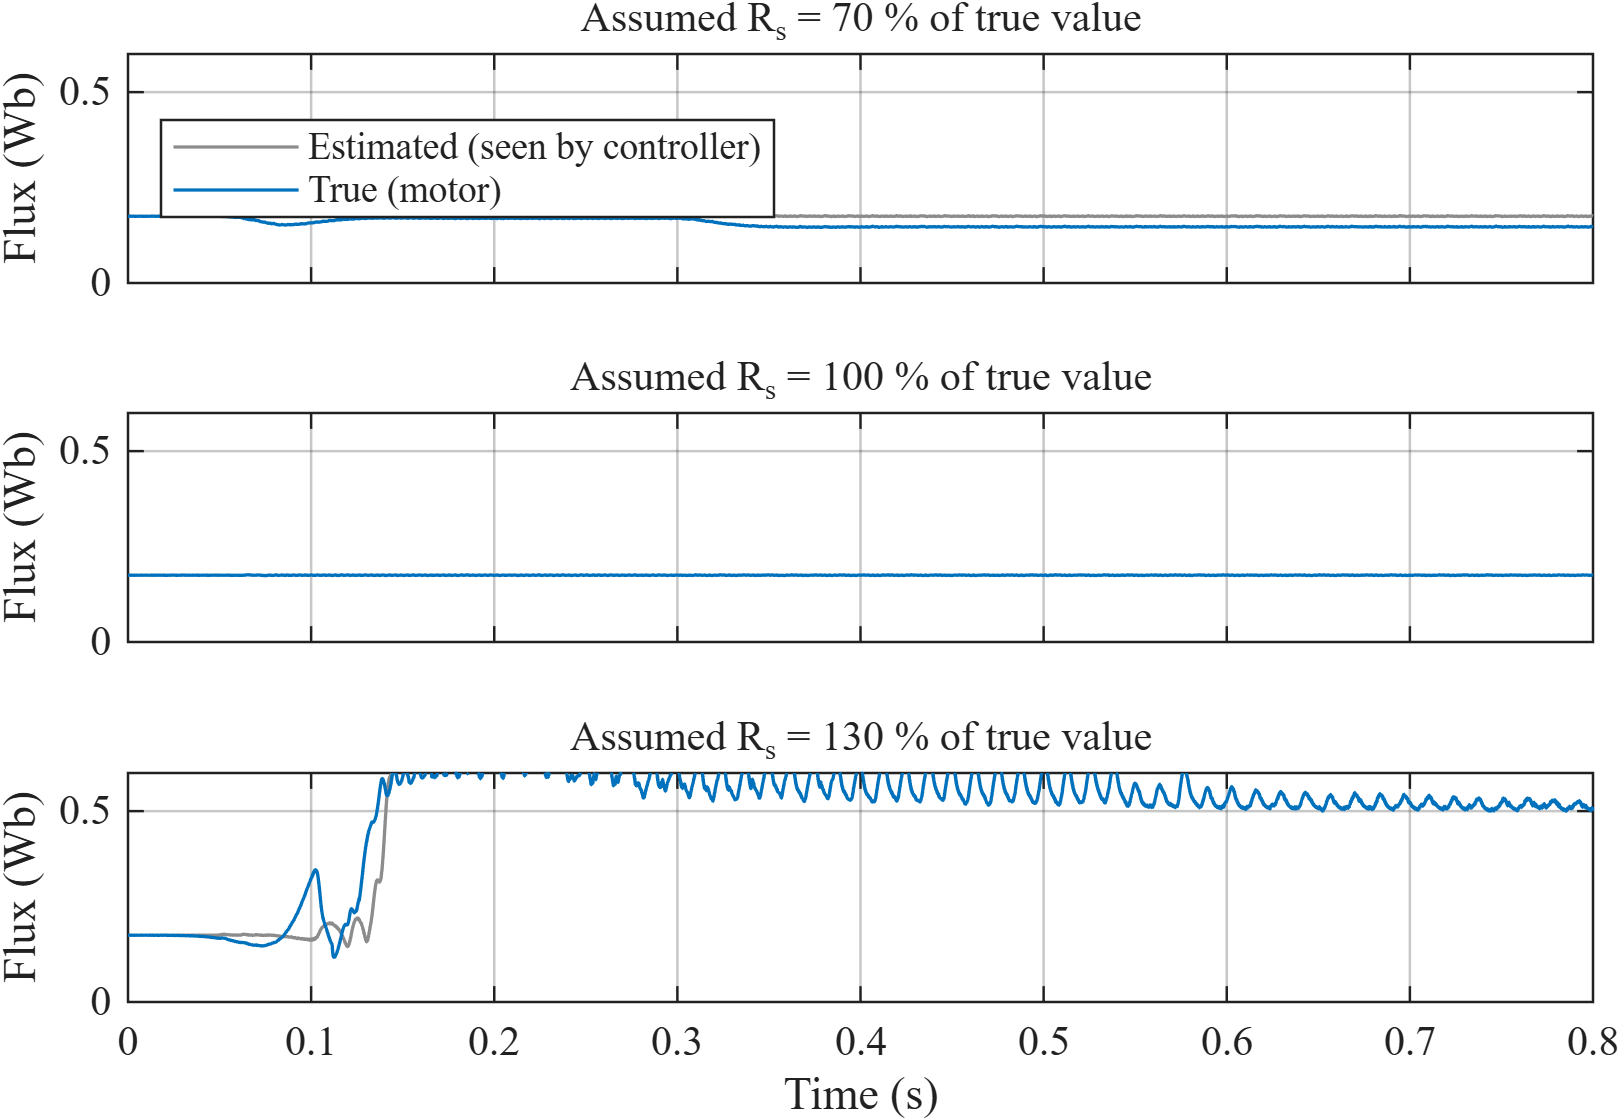 Assumed Rs = 70 % of true value
Flux (Wb)
0.5
0
Estimated (seen by controller)
True (motor)
Assumed Rs = 100 % of true value
Flux (Wb)
0.5
0
Assumed Rs = 130 % of true value
Flux (Wb)
0.5
0
0 0.1 0.2 0.3 0.4 0.5 0.6 0.7 0.8
Time (s)